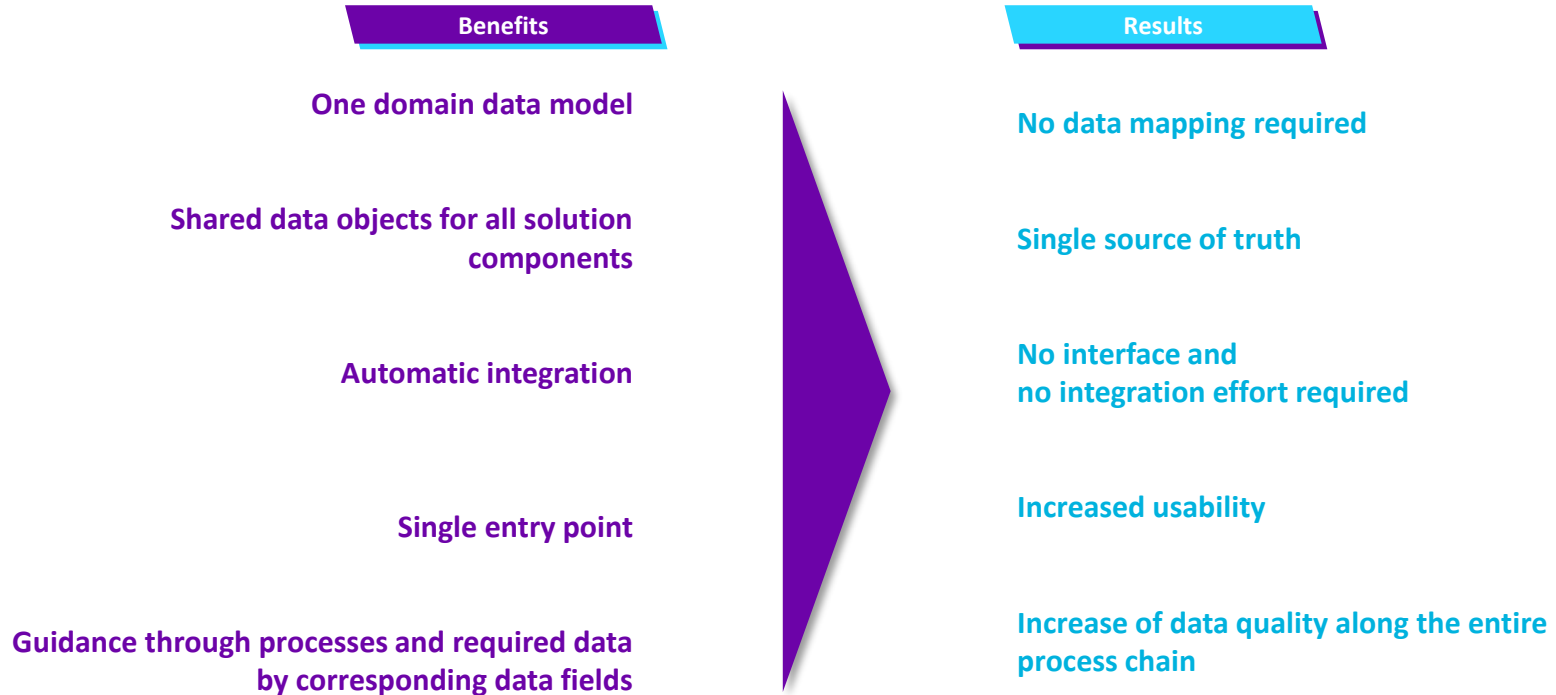 Benefits
Results
One domain data model
No data mapping required
Shared data objects for all solution
components
Single source of truth
Automatic integration
No interface and
no integration effort required
Single entry point
Increased usability
Guidance through processes and required data
by corresponding data fields
Increase of data quality along the entire
process chain